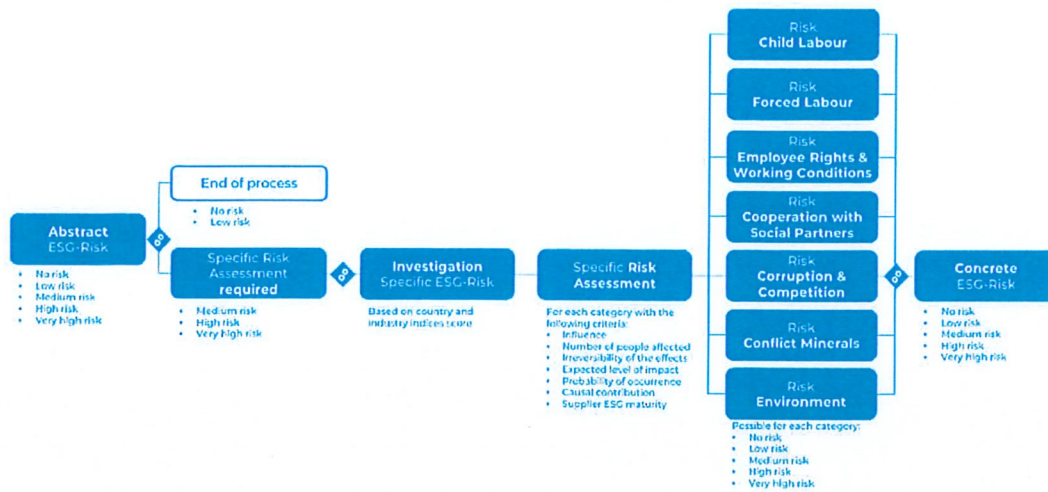 Abstract
ESG-Risk
• No risk
• Low risk
• Medium risk
• High risk
• Very high risk
End of process
• No risk
• Low risk
Specific Risk
Assessment
required
• Medium risk
• High risk
• Very high risk
Investigation
Specific ESG-Risk
Based on country and
industry indices score
Specific Risk
Assessment
For each category with the
following criteria:
• Influence
• Number of people affected
• Irreversibility of the effects
• Expected level of impact
• Probability of occurrence
• Causal contribution
• Supplier ESG maturity
Risk
Child Labour
Risk
Forced Labour
Risk
Employee Rights &
Working Conditions
Risk
Cooperation with
Social Partners
Risk
Corruption &
Competition
Risk
Conflict Minerals
Risk
Environment
Possible for each category:
• No risk
• Low risk
• Medium risk
• High risk
• Very high risk
Concrete
ESG-Risk
• No risk
• Low risk
• Medium risk
• High risk
• Very high risk